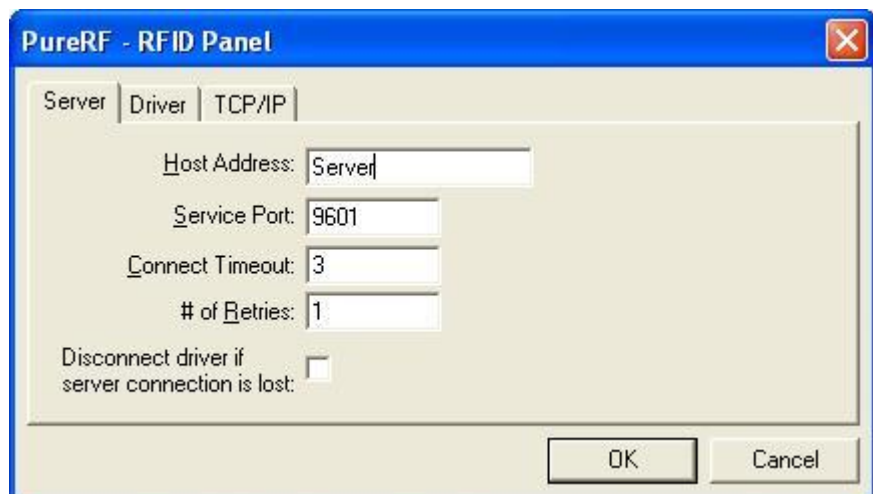 PureRF - RFID Panel
Server Driver TCP/IP
Host Address: Server
Service Port: 9601
Connect Timeout: 3
# of Retries: 1
Disconnect driver if
server connection is lost:
OK Cancel